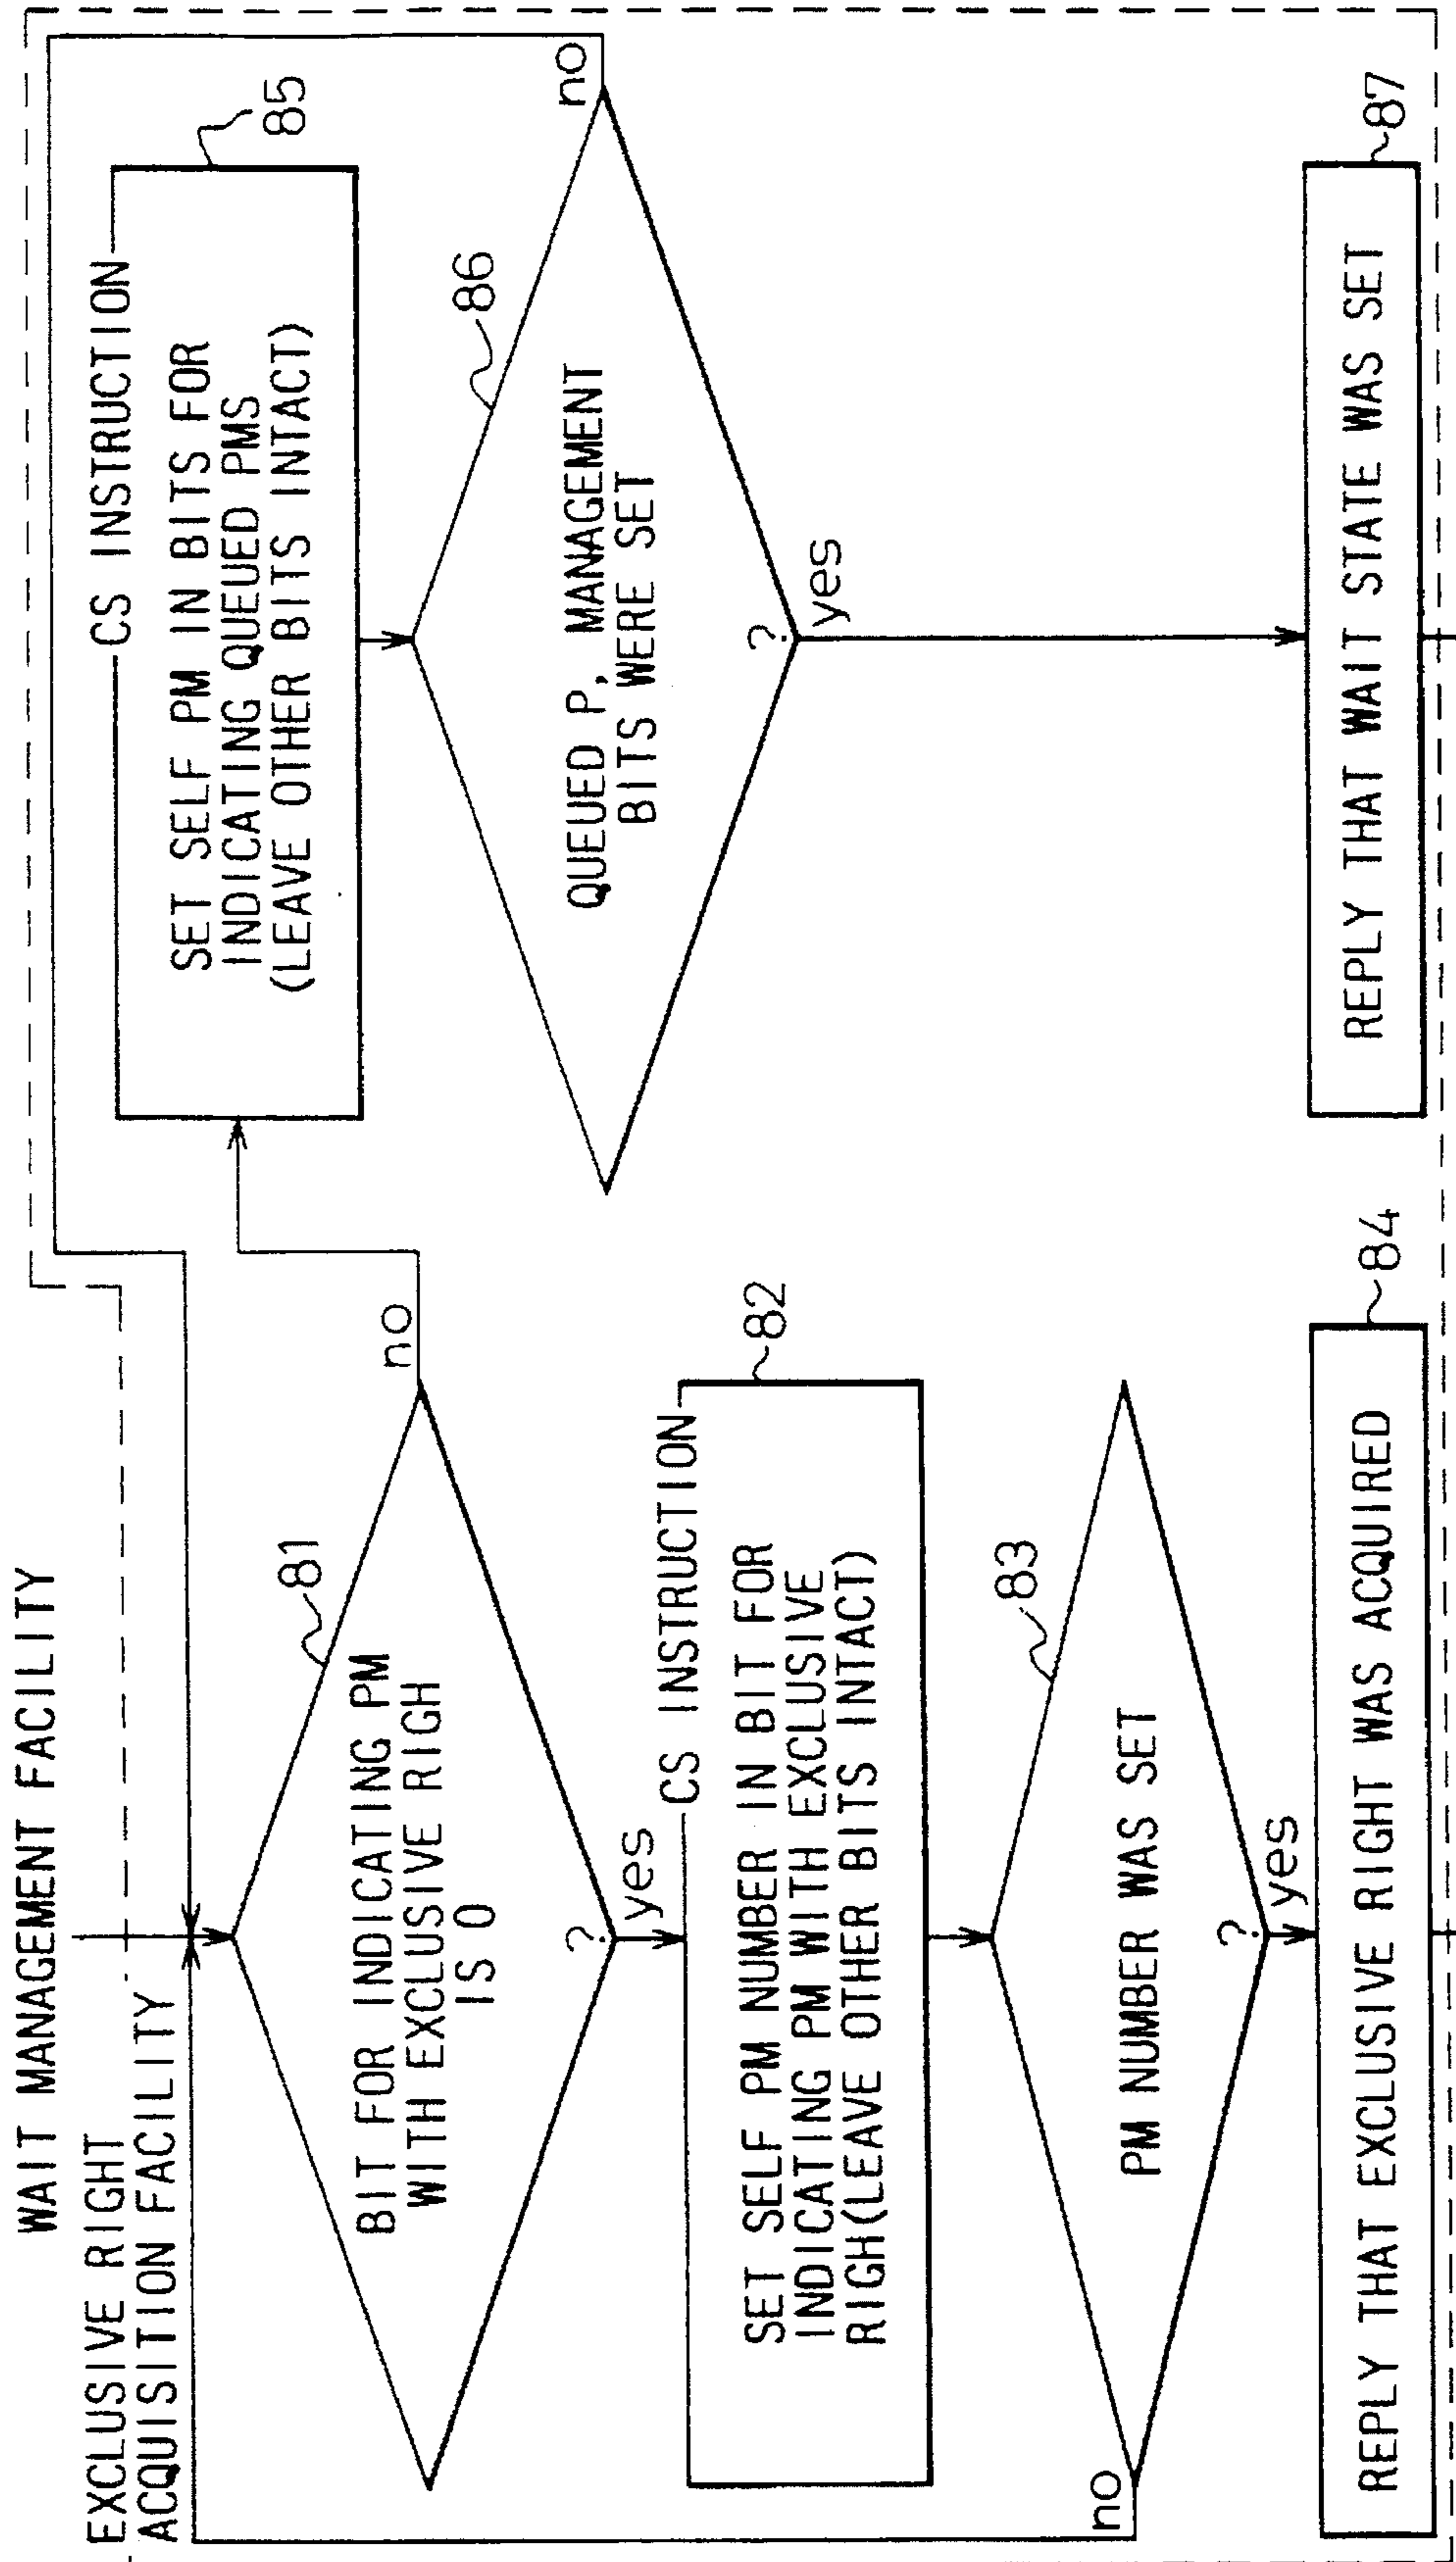 WAIT MANAGEMENT FACILITY
EXCLUSIVE RIGHT
ACQUISITION FACILITY
81
BIT FOR INDICATING PM
WITH EXCLUSIVE RIGH
IS 0
?
no
yes
CS INSTRUCTION
82
SET SELF PM NUMBER IN BIT FOR
INDICATING PM WITH EXCLUSIVE
RIGH(LEAVE OTHER BITS INTACT)
83
PM NUMBER WAS SET
?
no
yes
84
REPLY THAT EXCLUSIVE RIGHT WAS ACQUIRED
CS INSTRUCTION
85
SET SELF PM IN BITS FOR
INDICATING QUEUED PMS
(LEAVE OTHER BITS INTACT)
86
QUEUED P, MANAGEMENT
BITS WERE SET
?
no
yes
87
REPLY THAT WAIT STATE WAS SET